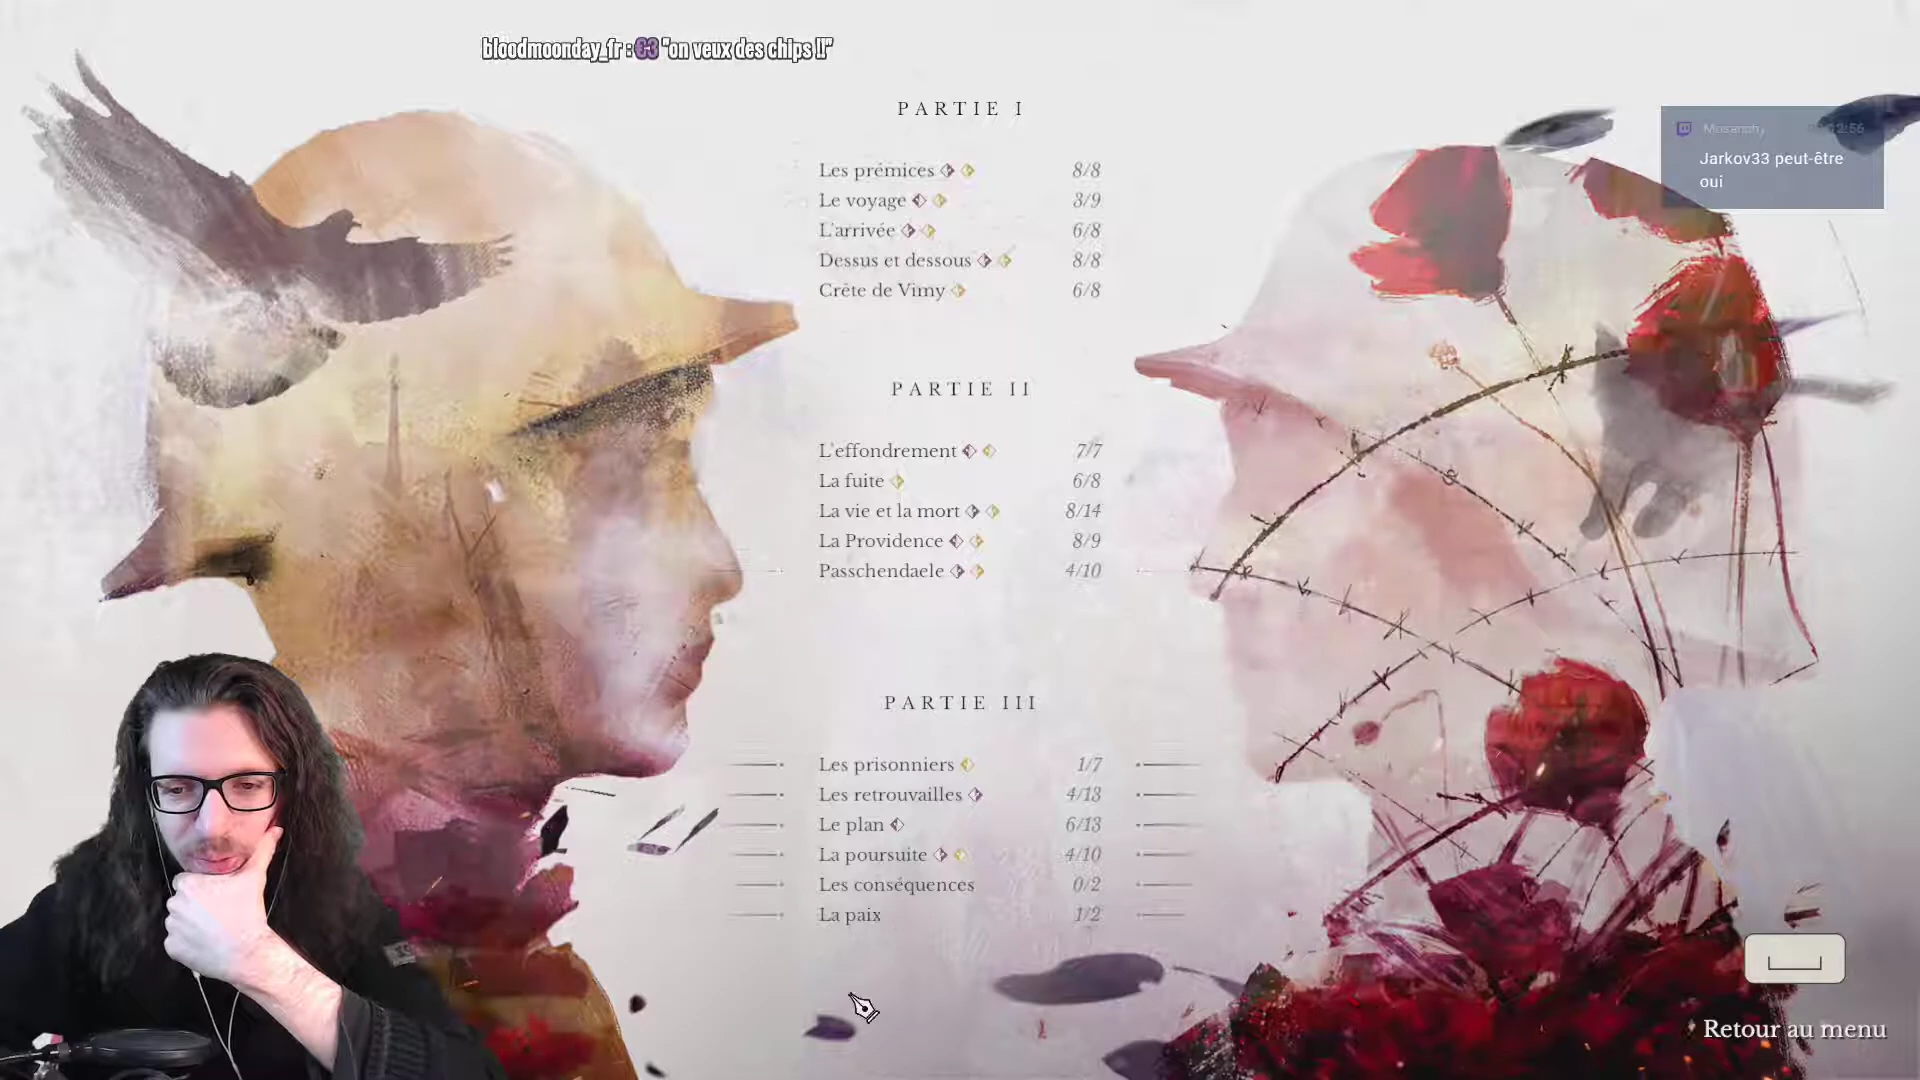 bloodmoonday_fr : "on veux des chips !!"
PARTIE I
Les prémices 8/8
Le voyage 3/9
L'arrivée 6/8
Dessus et dessous 8/8
Crête de Vimy 6/8
Jarkov33 peut-être
oui
PARTIE II
L'effondrement 7/7
La fuite 6/8
La vie et la mort 8/14
La Providence 8/9
Passchendaele 4/10
PARTIE III
Les prisonniers 1/7
Les retrouvailles 4/13
Le plan 6/13
La poursuite 4/10
Les conséquences 0/2
La paix 1/2
Retour au menu